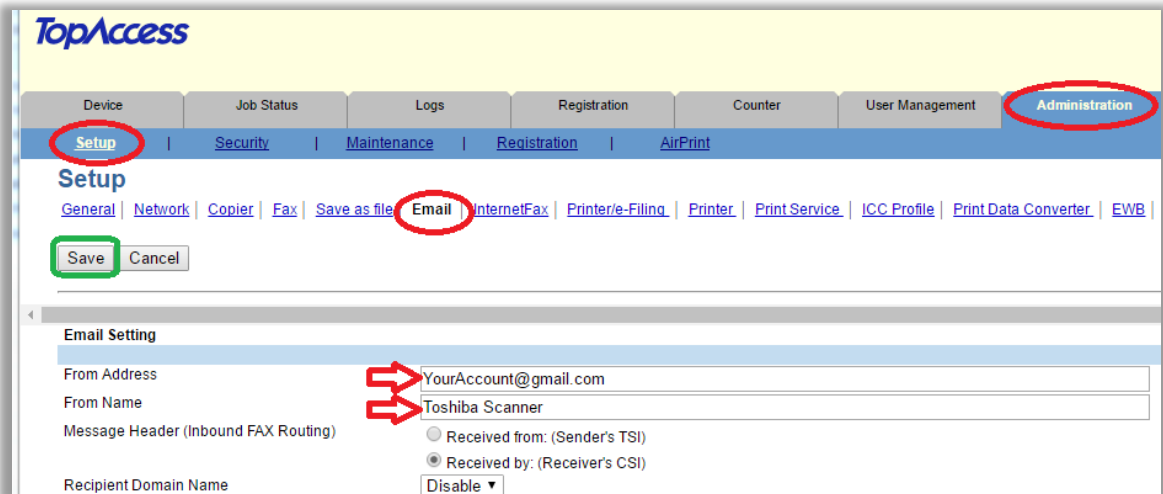 TopAccess
Device Job Status Logs Registration Counter User Management Administration
Setup | Security | Maintenance | Registration | AirPrint
Setup
General | Network | Copier | Fax | Save as file | Email | InternetFax | Printer/e-Filing | Printer | Print Service | ICC Profile | Print Data Converter | EWB |
Save Cancel
Email Setting
From Address YourAccount@gmail.com
From Name Toshiba Scanner
Message Header (Inbound FAX Routing) Received from: (Sender's TSI)
Received by: (Receiver's CSI)
Recipient Domain Name Disable